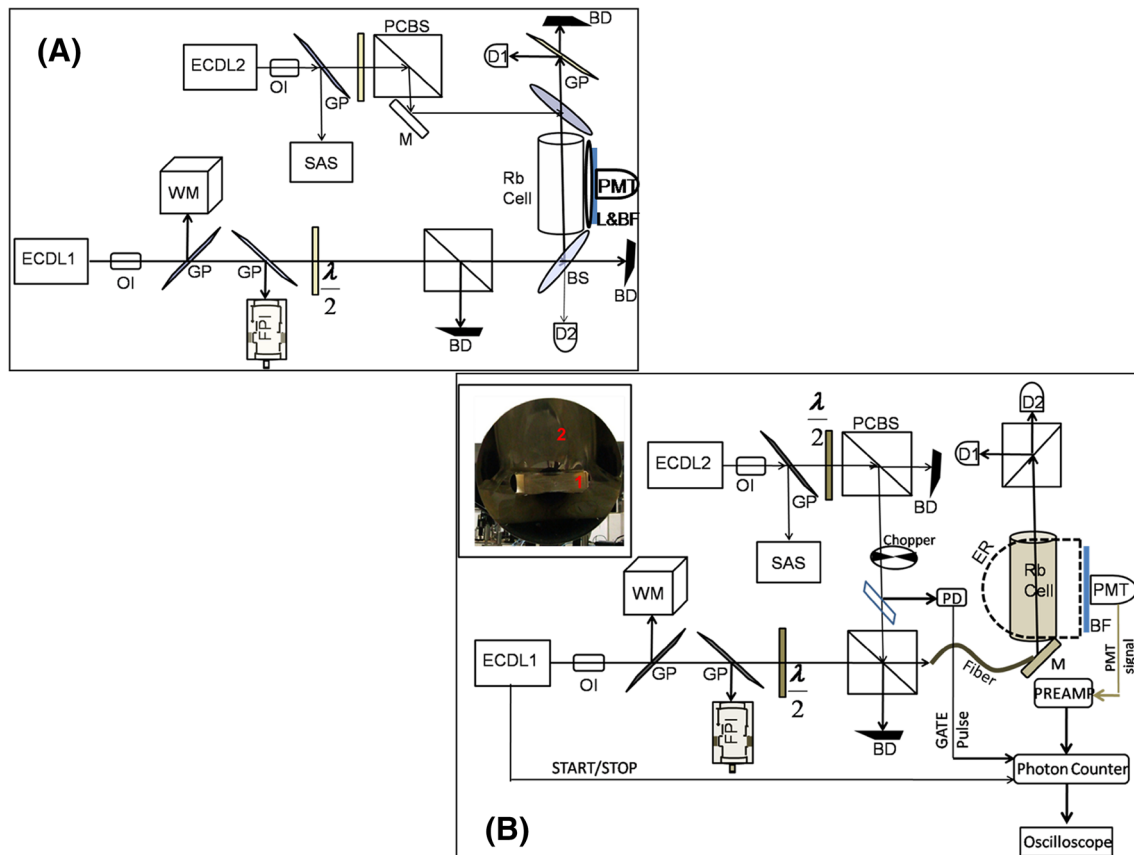 (A)
BD
PCBS
D1
ECDL2
GP
OI
GP
M
SAS
Rb
Cell
PMT
WM
L&BF
ECDL1
OI
GP
GP
λ
2
BS
BD
FPI
BD
D2
D2
λ
2
PCBS
2
D1
ECDL2
1
OI
GP
BD
Chopper
ER
Rb
Cell
SAS
WM
PD
PMT
BF
ECDL1
OI
GP
GP
λ
2
Fiber
M
PMT
signal
PREAMP
FPI
BD
GATE
Pulse
START/STOP
Photon Counter
(B)
Oscilloscope